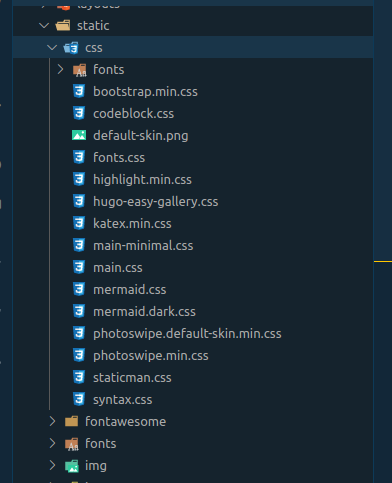 layouts
static
css
fonts
bootstrap.min.css
codeblock.css
default-skin.png
fonts.css
highlight.min.css
hugo-easy-gallery.css
katex.min.css
main-minimal.css
main.css
mermaid.css
mermaid.dark.css
photoswipe.default-skin.min.css
photoswipe.min.css
staticman.css
syntax.css
fontawesome
fonts
img